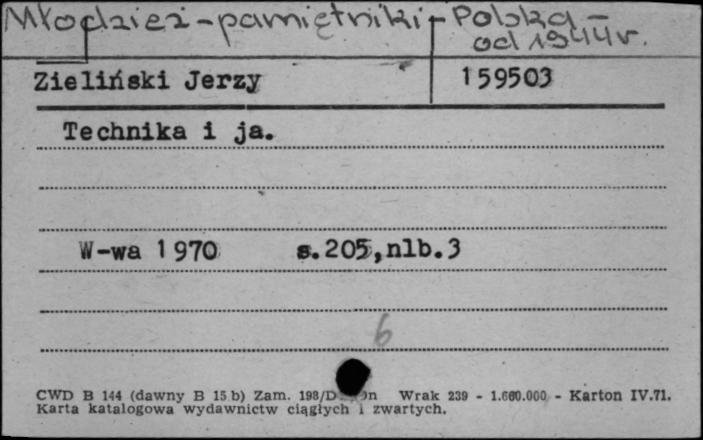 Młodzież-pamiętniki-Polska-
od 1944r.
Zieliński Jerzy 159503
Technika i ja.
W-wa 1970 s.205,nlb.3
6
CWD B 144 (dawny B 15 b) Zam. 198/D Wrak 239 - 1.600.000 - Karton IV.71.
Karta katalogowa wydawnictw ciągłych i zwartych.